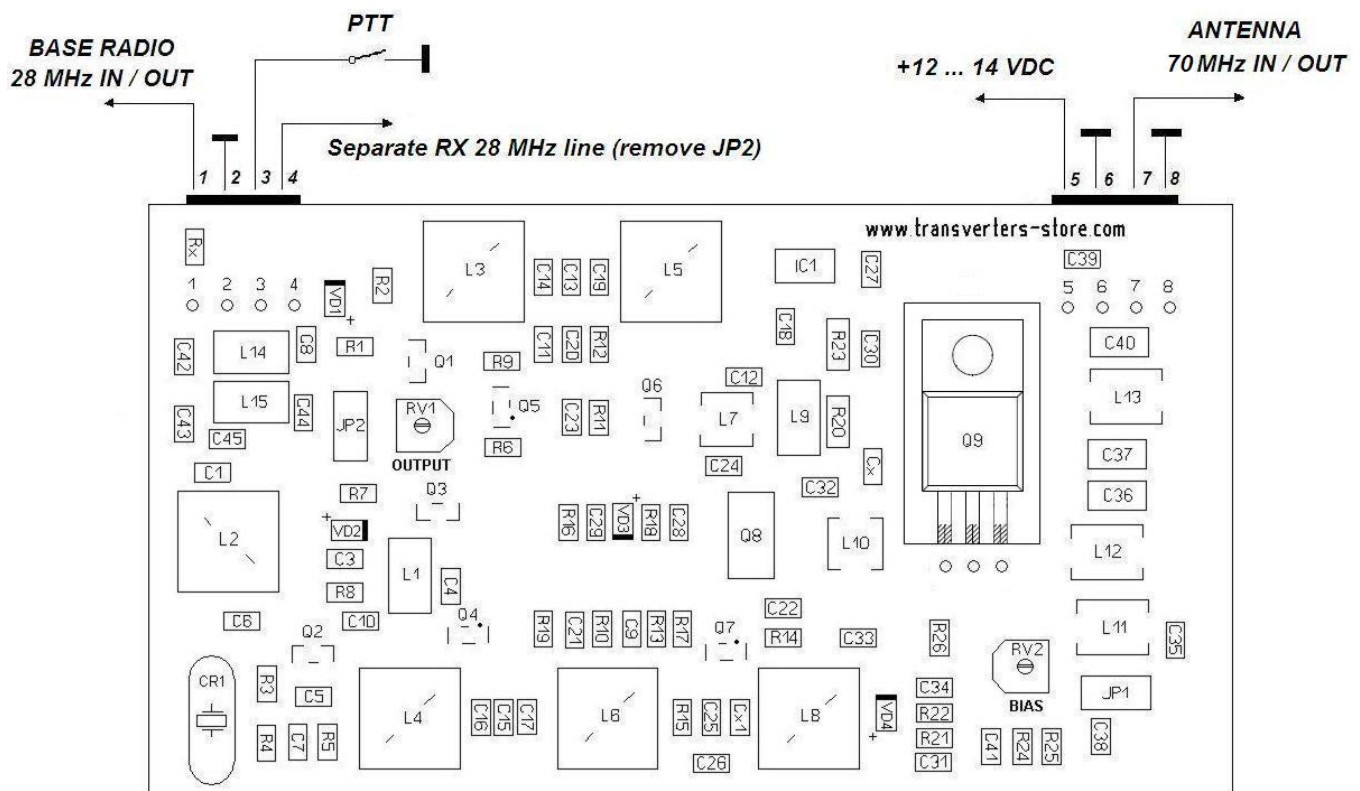 PTT
BASE RADIO
28 MHz IN / OUT
ANTENNA
70 MHz IN / OUT
+12 ... 14 VDC
Separate RX 28 MHz line (remove JP2)
1 2 3 4
5 6 7 8
www.transverters-store.com
Rx
1 2 3 4
VD1
+
R2
L3
C14
C13
C19
L5
IC1
C27
C39
5 6 7 8
C42
L14
C8
R1
Q1
R9
C11
C20
R12
C18
R23
C30
C40
C43
L15
C44
C45
JP2
RV1
OUTPUT
Q5
R6
C23
R11
Q6
L7
C12
L9
R20
Q9
L13
C1
C24
C32
Cx
C37
C36
R7
Q3
L2
+
VD2
C3
R8
C10
L1
C4
R16
C29
VD3
+
R18
C28
Q8
L10
L12
C6
Q2
Q4
R19
C21
R10
C9
R13
R17
Q7
C22
R14
C33
R26
RV2
BIAS
L11
C35
CR1
R3
C5
R4
C7
R5
L4
C16
C15
C17
L6
R15
C25
Cx1
C26
L8
VD4
+
C34
R22
R21
C31
C41
R24
R25
JP1
C38